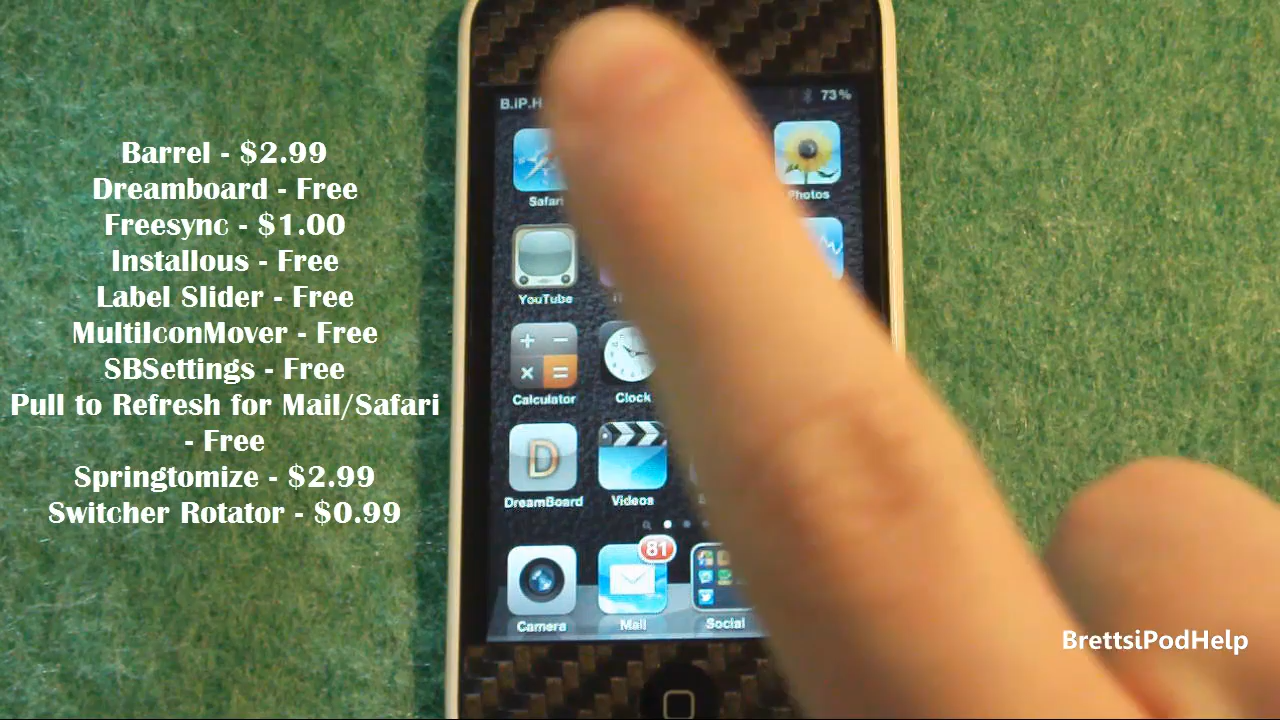 Barrel - $2.99
Dreamboard - Free
Freesync - $1.00
Installous - Free
Label Slider - Free
MultiIconMover - Free
SBSettings - Free
Pull to Refresh for Mail/Safari
- Free
Springtomize - $2.99
Switcher Rotator - $0.99
B.iP.H
73%
Safari
Photos
YouTube
Calculator
Clock
DreamBoard
Videos
81
Camera
Mail
Social
BrettsiPodHelp